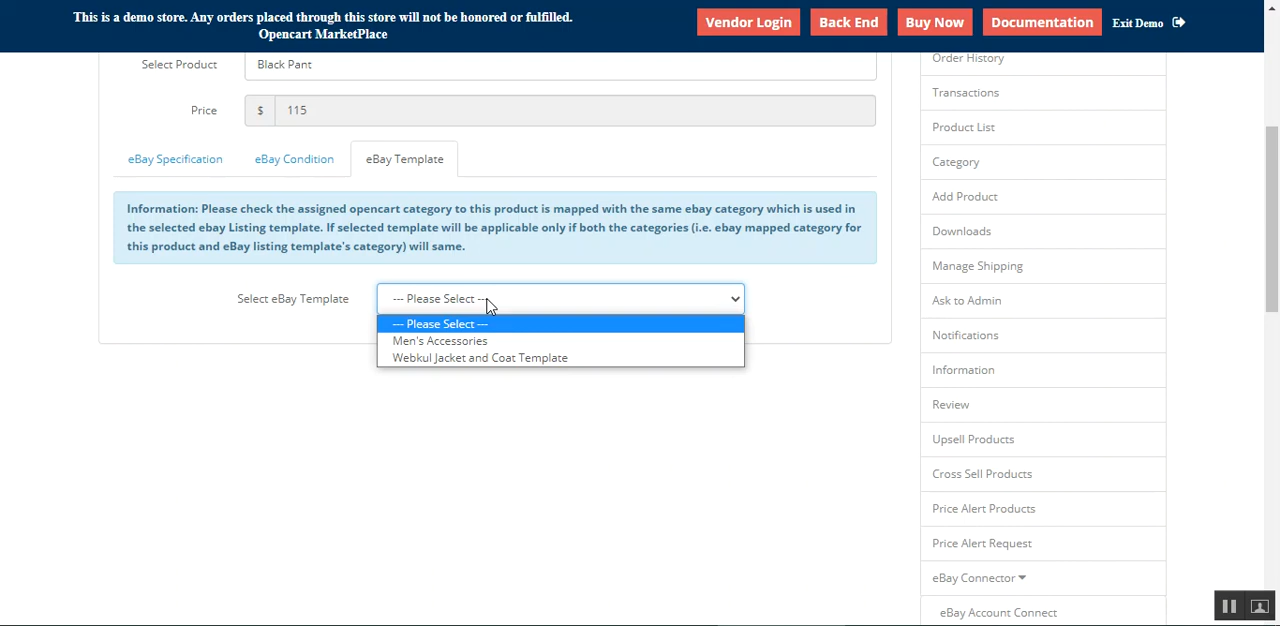 This is a demo store. Any orders placed through this store will not be honored or fulfilled.
Opencart MarketPlace
Vendor Login
Back End
Buy Now
Documentation
Exit Demo
Select Product
Black Pant
Price
$
115
eBay Specification
eBay Condition
eBay Template
Information: Please check the assigned opencart category to this product is mapped with the same ebay category which is used in
the selected ebay Listing template. If selected template will be applicable only if both the categories (i.e. ebay mapped category for
this product and eBay listing template's category) will same.
Select eBay Template
--- Please Select ---
--- Please Select ---
Men's Accessories
Webkul Jacket and Coat Template
Order History
Transactions
Product List
Category
Add Product
Downloads
Manage Shipping
Ask to Admin
Notifications
Information
Review
Upsell Products
Cross Sell Products
Price Alert Products
Price Alert Request
eBay Connector
eBay Account Connect